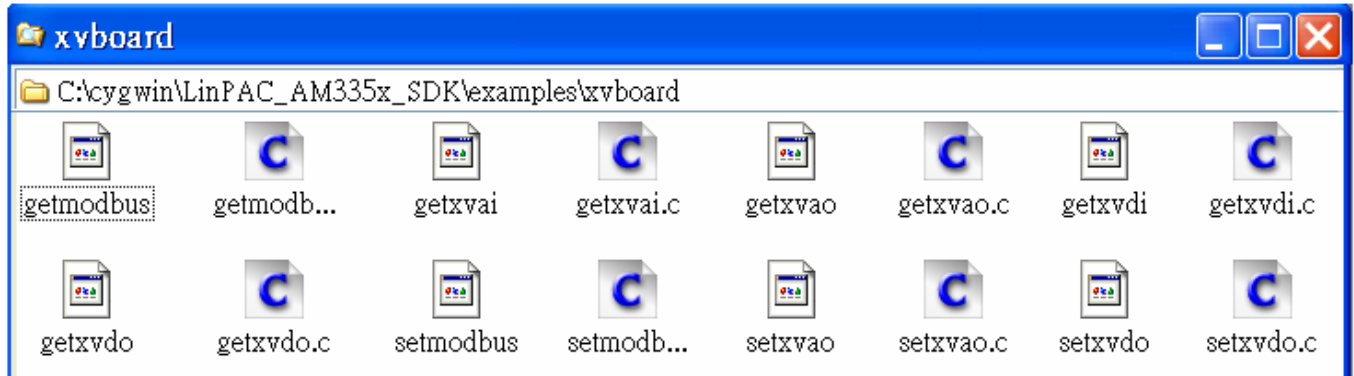 xvboard
C:\cygwin\LinPAC_AM335x_SDK\examples\xvboard
getmodbus getmodb... getxvai getxvai.c getxvao getxvao.c getxvdi getxvdi.c
getxvdo getxvdo.c setmodbus setmodb... setxvao setxvao.c setxvdo setxvdo.c